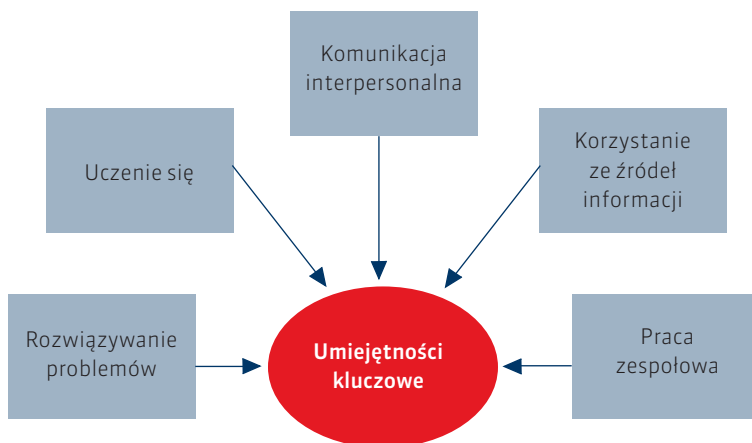 Komunikacja
interpersonalna
Uczenie się
Korzystanie
ze źródeł
informacji
Rozwiązywanie
problemów
Umiejętności
kluczowe
Praca
zespołowa